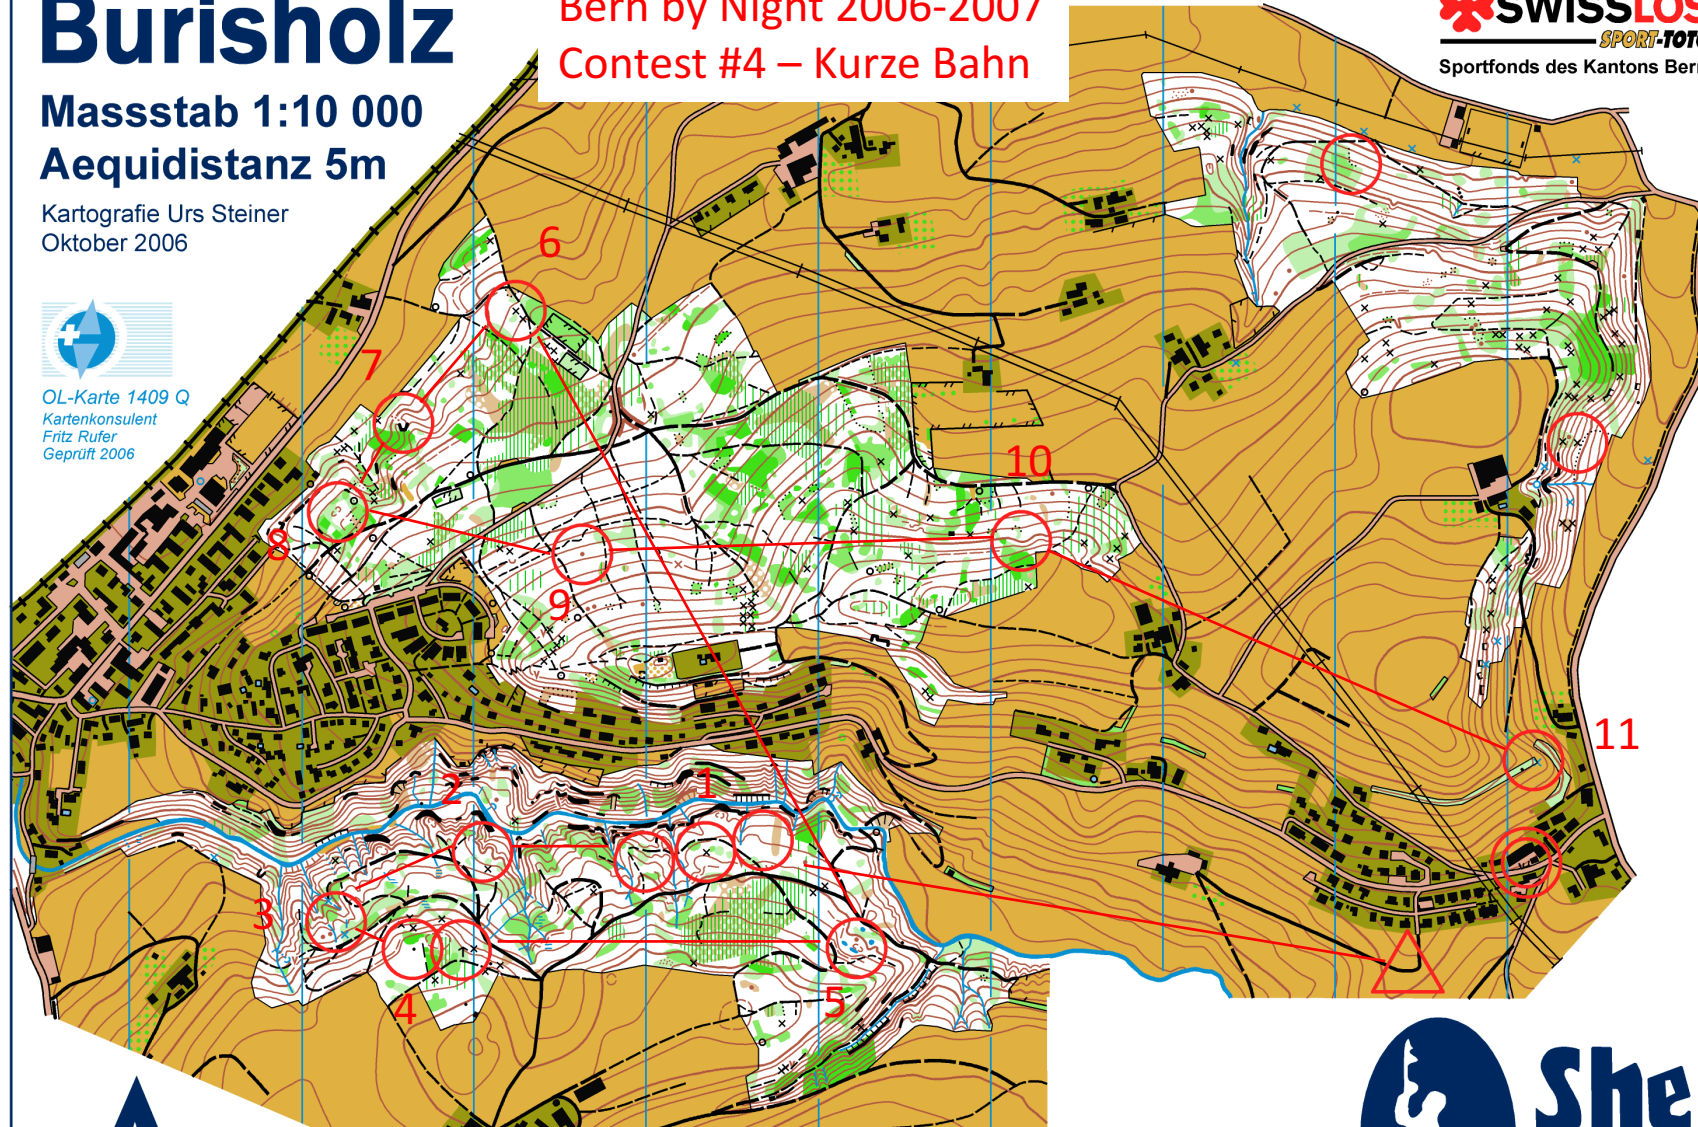 Burisholz
Massstab 1:10 000
Aequidistanz 5m
Kartografie Urs Steiner
Oktober 2006
OL-Karte 1409 Q
Kartenkonsulent
Fritz Rufer
Geprüft 2006
Bern by Night 2006-2007
Contest #4 – Kurze Bahn
SWISSLOS
SPORT-TOTO
Sportfonds des Kantons Bern
6
7
8
9
10
11
1
2
3
4
5
She